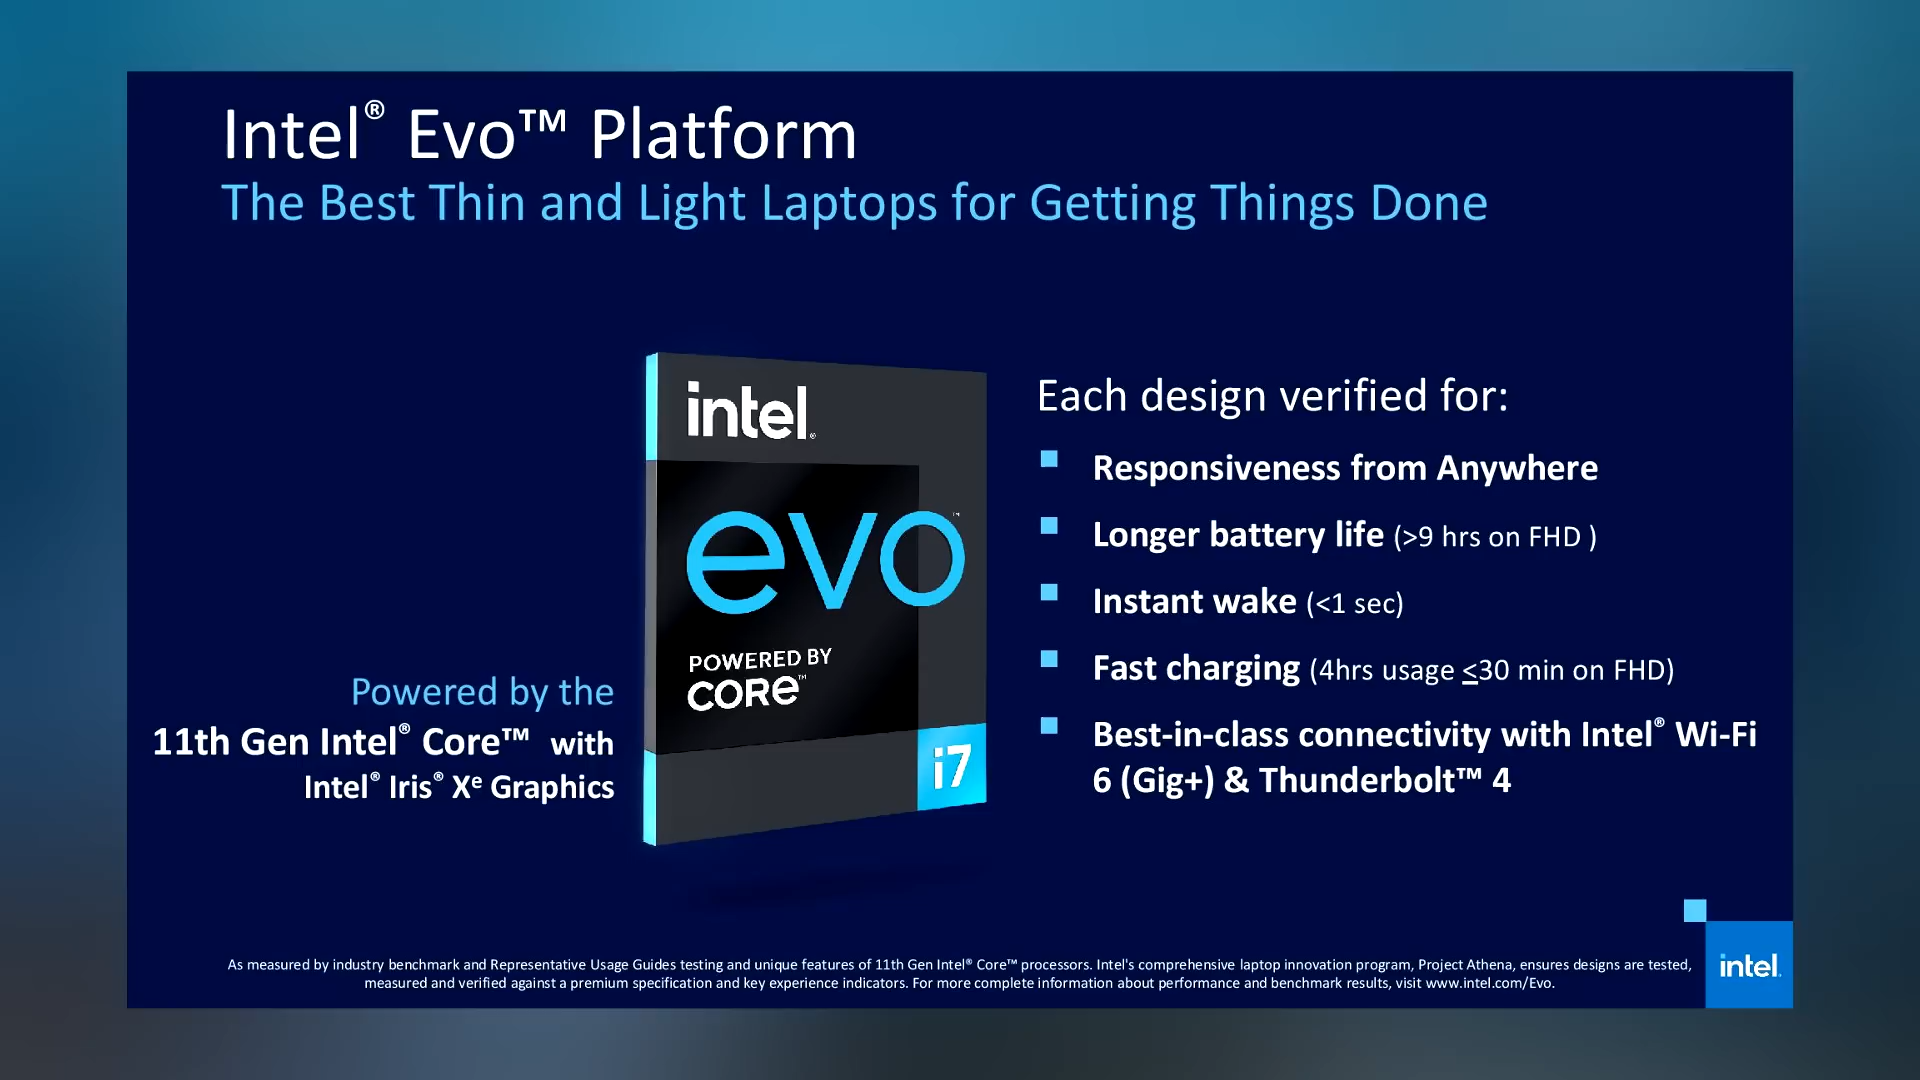 Intel® Evo™ Platform
The Best Thin and Light Laptops for Getting Things Done
intel®
evo™
POWERED BY
CORe™
i7
Powered by the
11th Gen Intel® Core™ with
Intel® Iris® Xe Graphics
Each design verified for:
Responsiveness from Anywhere
Longer battery life (>9 hrs on FHD )
Instant wake (<1 sec)
Fast charging (4hrs usage ≤30 min on FHD)
Best-in-class connectivity with Intel® Wi-Fi
6 (Gig+) & Thunderbolt™ 4
As measured by industry benchmark and Representative Usage Guides testing and unique features of 11th Gen Intel® Core™ processors. Intel's comprehensive laptop innovation program, Project Athena, ensures designs are tested,
measured and verified against a premium specification and key experience indicators. For more complete information about performance and benchmark results, visit www.intel.com/Evo.
intel.